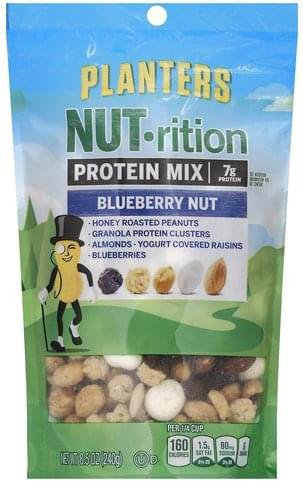 PLANTERS
NUT•rition
PROTEIN MIX 7g PROTEIN
BLUEBERRY NUT
• HONEY ROASTED PEANUTS
• GRANOLA PROTEIN CLUSTERS
• ALMONDS • YOGURT COVERED RAISINS
• BLUEBERRIES
PER 1/4 CUP
160 CALORIES
1.5g SAT FAT
80mg SODIUM
NET WT 8.5 OZ (240g)
U D